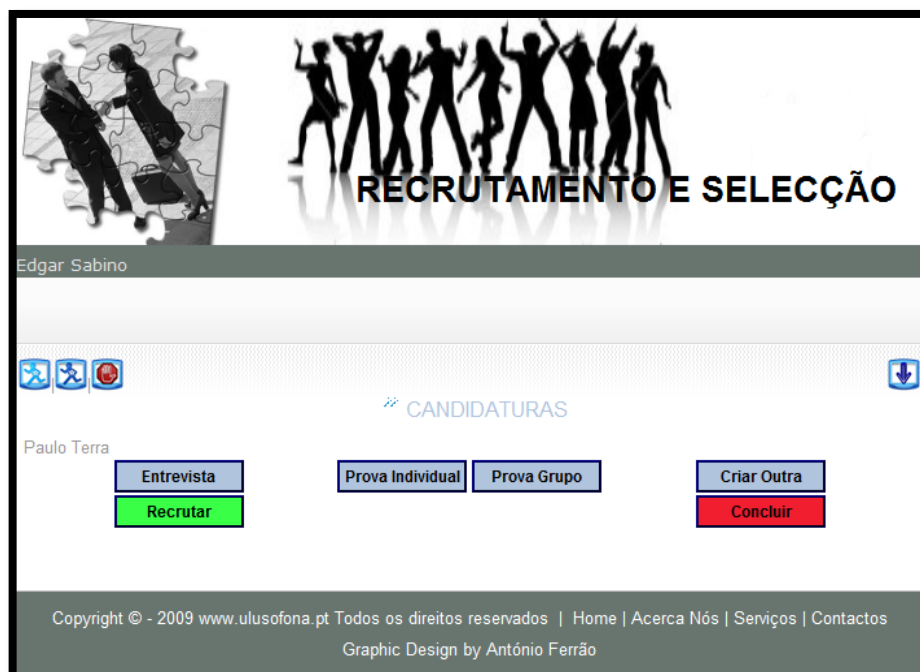 RECRUTAMENTO E SELECÇÃO
Edgar Sabino
CANDIDATURAS
Paulo Terra
Entrevista Prova Individual Prova Grupo Criar Outra
Recrutar Concluir
Copyright © - 2009 www.ulusofona.pt Todos os direitos reservados | Home | Acerca Nós | Serviços | Contactos
Graphic Design by António Ferrão